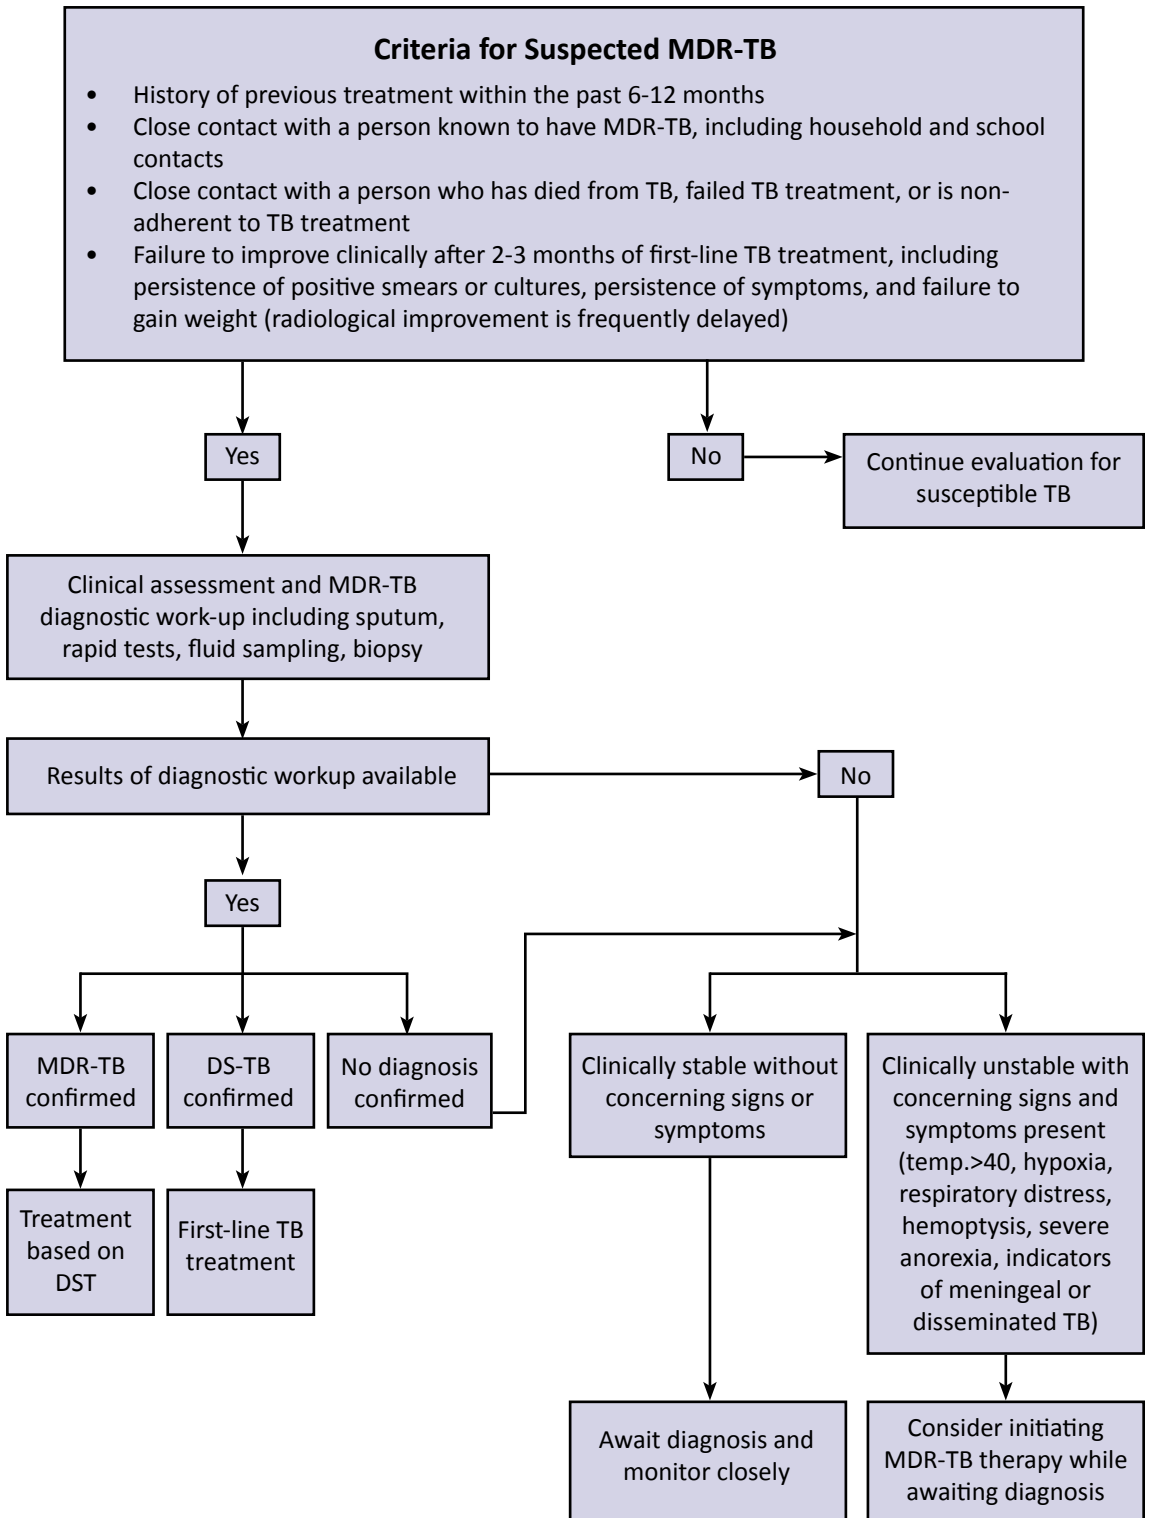 Criteria for Suspected MDR-TB
• History of previous treatment within the past 6-12 months
• Close contact with a person known to have MDR-TB, including household and school
contacts
• Close contact with a person who has died from TB, failed TB treatment, or is non-
adherent to TB treatment
• Failure to improve clinically after 2-3 months of first-line TB treatment, including
persistence of positive smears or cultures, persistence of symptoms, and failure to
gain weight (radiological improvement is frequently delayed)
Yes
No
Continue evaluation for
susceptible TB
Clinical assessment and MDR-TB
diagnostic work-up including sputum,
rapid tests, fluid sampling, biopsy
Results of diagnostic workup available
No
Yes
MDR-TB
confirmed
DS-TB
confirmed
No diagnosis
confirmed
Clinically stable without
concerning signs or
symptoms
Clinically unstable with
concerning signs and
symptoms present
(temp.>40, hypoxia,
respiratory distress,
hemoptysis, severe
anorexia, indicators
of meningeal or
disseminated TB)
Treatment
based on
DST
First-line TB
treatment
Await diagnosis and
monitor closely
Consider initiating
MDR-TB therapy while
awaiting diagnosis